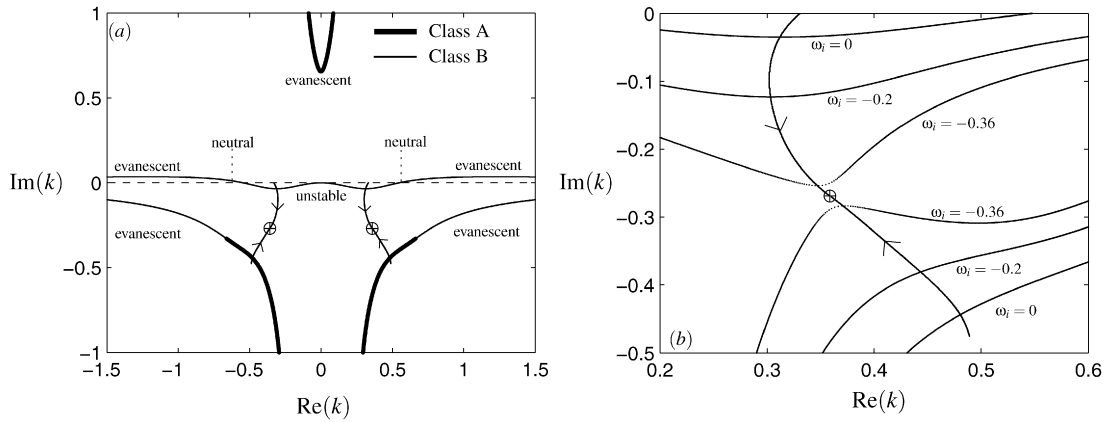 (a)
Class A
Class B
evanescent
neutral
neutral
evanescent
evanescent
unstable
evanescent
evanescent
Im(k)
1
0.5
0
−0.5
−1
−1.5
−1
−0.5
0
0.5
1
1.5
Re(k)
(b)
ωᵢ = 0
ωᵢ = −0.2
ωᵢ = −0.36
ωᵢ = −0.36
ωᵢ = −0.2
ωᵢ = 0
Im(k)
0
−0.1
−0.2
−0.3
−0.4
−0.5
0.2
0.3
0.4
0.5
0.6
Re(k)